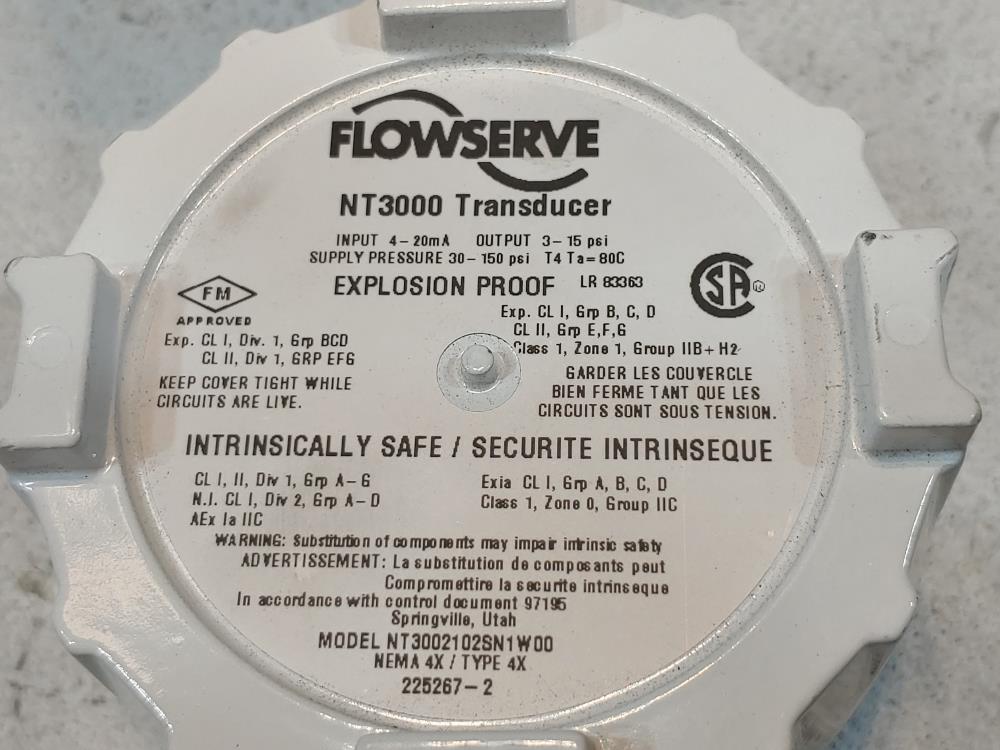 FLOWSERVE
NT3000 Transducer
INPUT 4-20mA OUTPUT 3-15 psi
SUPPLY PRESSURE 30-150 psi T4 Ta=80C
EXPLOSION PROOF LR 83363
FM
APPROVED
Exp. CL I, Div. 1, Grp BCD
CL II, Div 1, GRP EFG
KEEP COVER TIGHT WHILE
CIRCUITS ARE LIVE.
SA
Exp. CL I, Grp B, C, D
CL II, Grp E,F,G
Class 1, Zone 1, Group IIB+H2
GARDER LES COUVERCLE
BIEN FERME TANT QUE LES
CIRCUITS SONT SOUS TENSION.
INTRINSICALLY SAFE / SECURITE INTRINSEQUE
CL I, II, Div 1, Grp A-G
N.I. CL I, Div 2, Grp A-D
AEx Ia IIC
Exia CL I, Grp A, B, C, D
Class 1, Zone 0, Group IIC
WARNING: Substitution of components may impair intrinsic safety
ADVERTISSEMENT: La substitution de composants peut
Compromettre la securite intrinseque
In accordance with control document 97195
Springville, Utah
MODEL NT3002102SN1W00
NEMA 4X / TYPE 4X
225267-2